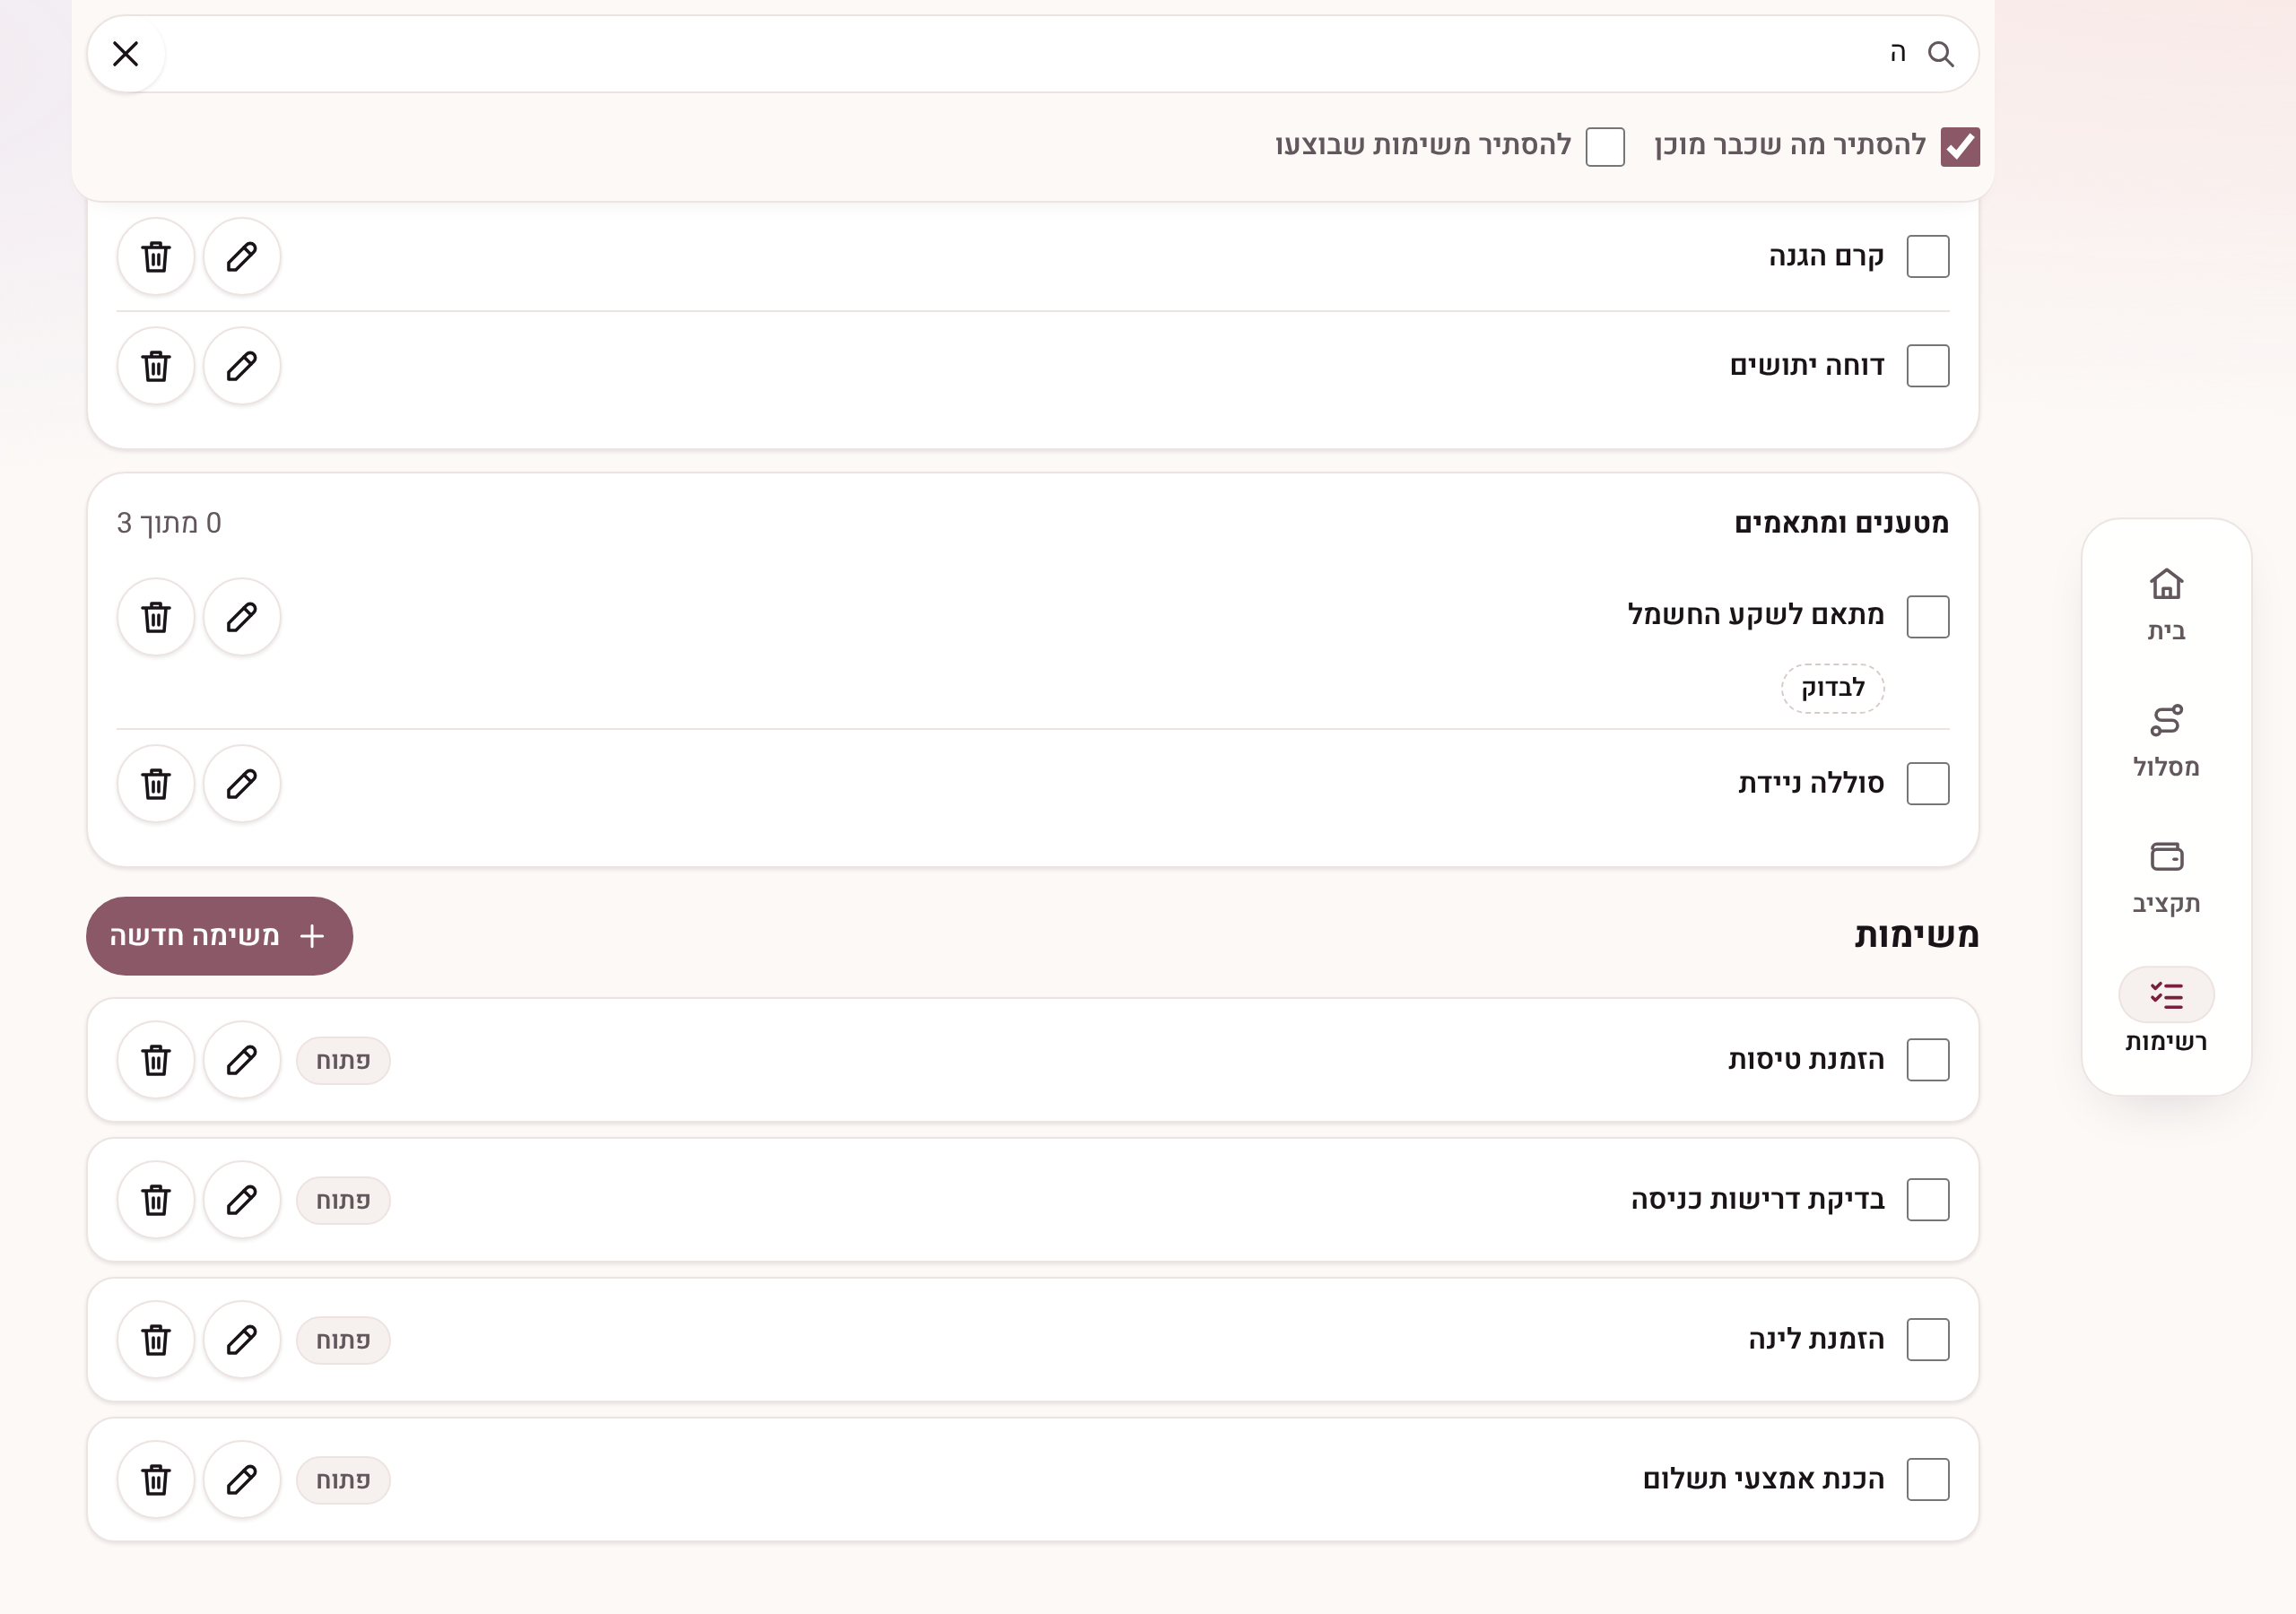 ה
להסתיר מה שכבר מוכן
להסתיר משימות שבוצעו
קרם הגנה
דוחה יתושים
מטענים ומתאמים
0 מתוך 3
מתאם לשקע החשמל
לבדוק
סוללה ניידת
משימות
משימה חדשה
הזמנת טיסות
פתוח
בדיקת דרישות כניסה
פתוח
הזמנת לינה
פתוח
הכנת אמצעי תשלום
פתוח
בית
מסלול
תקציב
רשימות